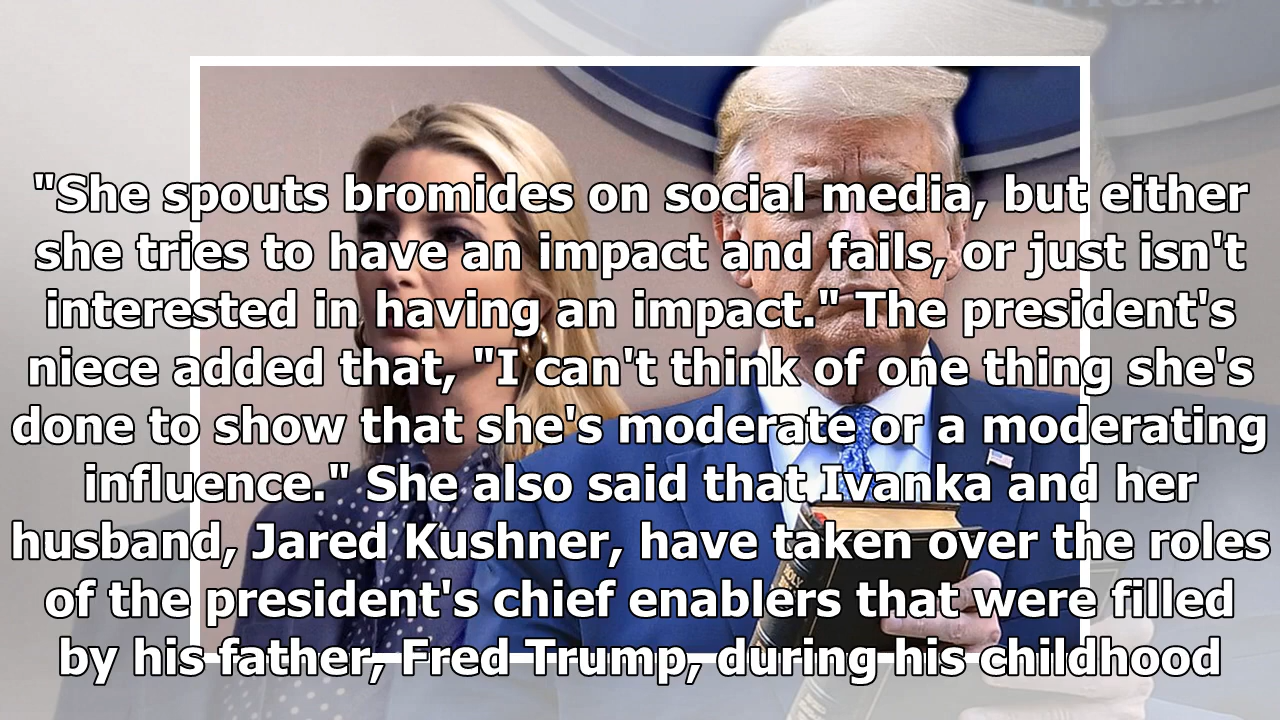 "She spouts bromides on social media, but either
she tries to have an impact and fails, or just isn't
interested in having an impact." The president's
niece added that, "I can't think of one thing she's
done to show that she's moderate or a moderating
influence." She also said that Ivanka and her
husband, Jared Kushner, have taken over the roles
of the president's chief enablers that were filled
by his father, Fred Trump, during his childhood
HOLY